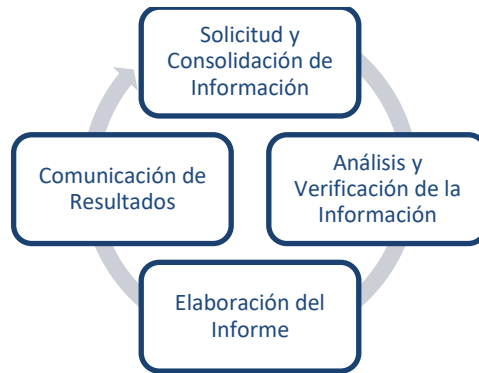 Solicitud y
Consolidación de
Información
Análisis y
Verificación de la
Información
Elaboración del
Informe
Comunicación de
Resultados